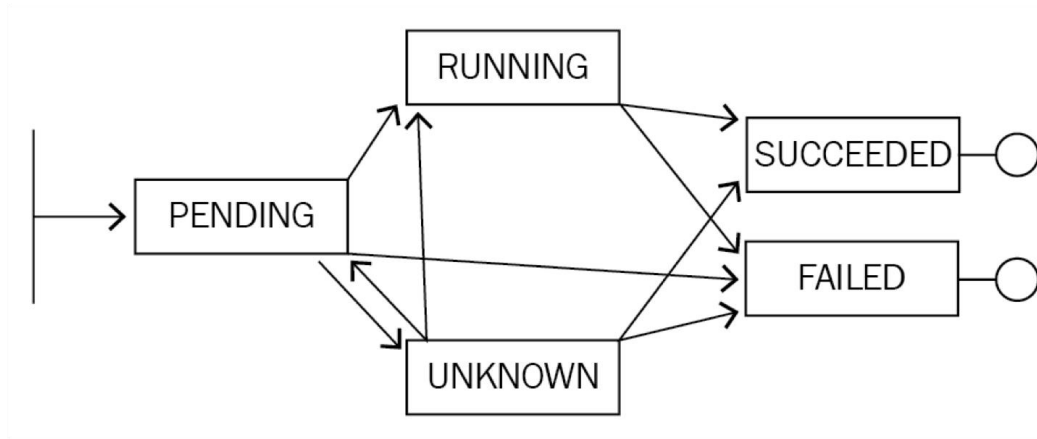 RUNNING
SUCCEEDED
PENDING
FAILED
UNKNOWN